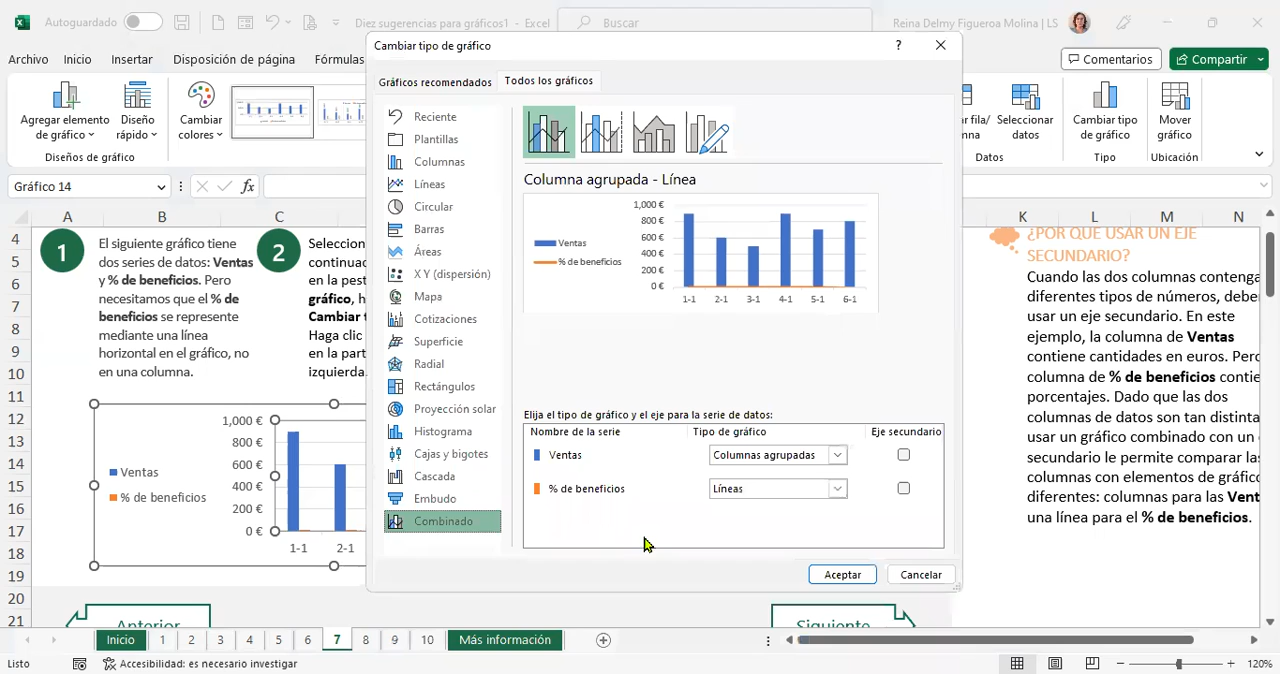 Autoguardado
Diez sugerencias para gráficos1 - Excel
Buscar
Reina Delmy Figueroa Molina | LS
Archivo
Inicio
Insertar
Disposición de página
Fórmulas
Comentarios
Compartir
Agregar elemento
de gráfico
Diseño
rápido
Cambiar
colores
Diseños de gráfico
Seleccionar
datos
Datos
Cambiar tipo
de gráfico
Tipo
Mover
gráfico
Ubicación
Gráfico 14
fx
A B C K L M N
4
5
6
7
8
9
10
11
12
13
14
15
16
17
18
19
20
21
1
El siguiente gráfico tiene
dos series de datos: Ventas
y % de beneficios. Pero
necesitamos que el % de
beneficios se represente
mediante una línea
horizontal en el gráfico, no
en una columna.
2
Seleccion
continuac
en la pest
gráfico, h
Cambiar t
Haga clic
en la part
izquierda.
1,000 €
800 €
600 €
400 €
200 €
0 €
Ventas
% de beneficios
1-1 2-1
Anterior
Siguiente
Cambiar tipo de gráfico
?
Gráficos recomendados
Todos los gráficos
Reciente
Plantillas
Columnas
Líneas
Circular
Barras
Áreas
X Y (dispersión)
Mapa
Cotizaciones
Superficie
Radial
Rectángulos
Proyección solar
Histograma
Cajas y bigotes
Cascada
Embudo
Combinado
Columna agrupada - Línea
Ventas
% de beneficios
1,000 €
800 €
600 €
400 €
200 €
0 €
1-1 2-1 3-1 4-1 5-1 6-1
Elija el tipo de gráfico y el eje para la serie de datos:
Nombre de la serie Tipo de gráfico Eje secundario
Ventas Columnas agrupadas
% de beneficios Líneas
Aceptar
Cancelar
¿POR QUÉ USAR UN EJE
SECUNDARIO?
Cuando las dos columnas contenga
diferentes tipos de números, debe
usar un eje secundario. En este
ejemplo, la columna de Ventas
contiene cantidades en euros. Pero
columna de % de beneficios contie
porcentajes. Dado que las dos
columnas de datos son tan distinta
usar un gráfico combinado con un
secundario le permite comparar la
columnas con elementos de gráfic
diferentes: columnas para las Vent
una línea para el % de beneficios.
Inicio 1 2 3 4 5 6 7 8 9 10 Más información
Listo
Accesibilidad: es necesario investigar
120%